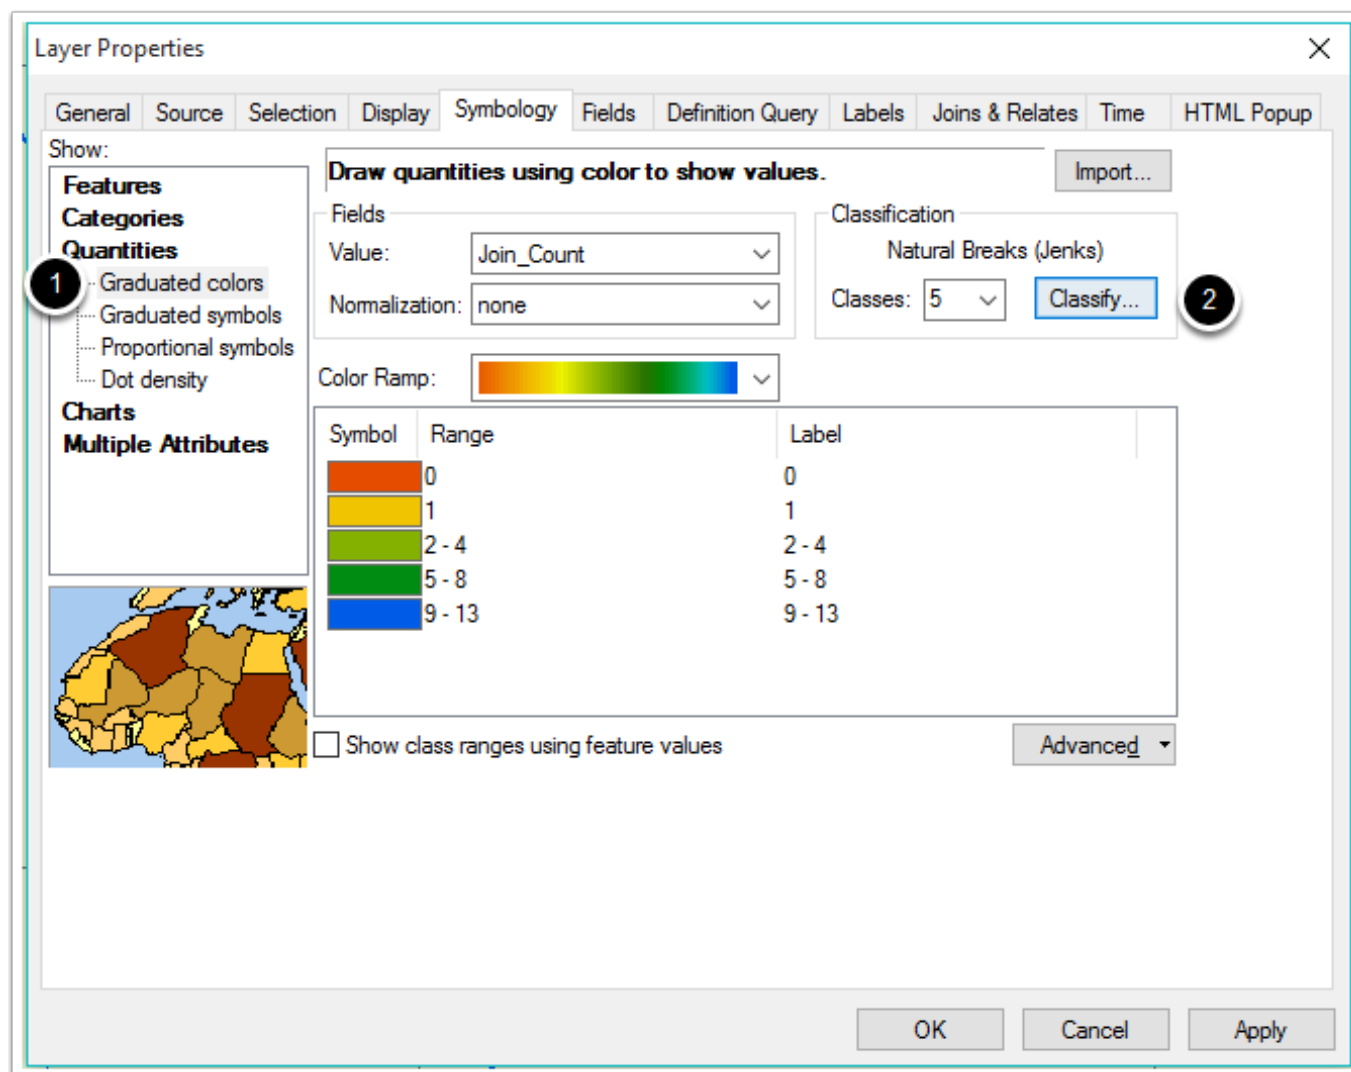 Layer Properties
General Source Selection Display Symbology Fields Definition Query Labels Joins & Relates Time HTML Popup
Show:
Features
Categories
Quantities
1
Graduated colors
Graduated symbols
Proportional symbols
Dot density
Charts
Multiple Attributes
Draw quantities using color to show values.
Import...
Fields
Value: Join_Count
Normalization: none
Classification
Natural Breaks (Jenks)
Classes: 5 Classify...
2
Color Ramp:
Symbol Range Label
0 0
1 1
2 - 4 2 - 4
5 - 8 5 - 8
9 - 13 9 - 13
Show class ranges using feature values
Advanced
OK Cancel Apply